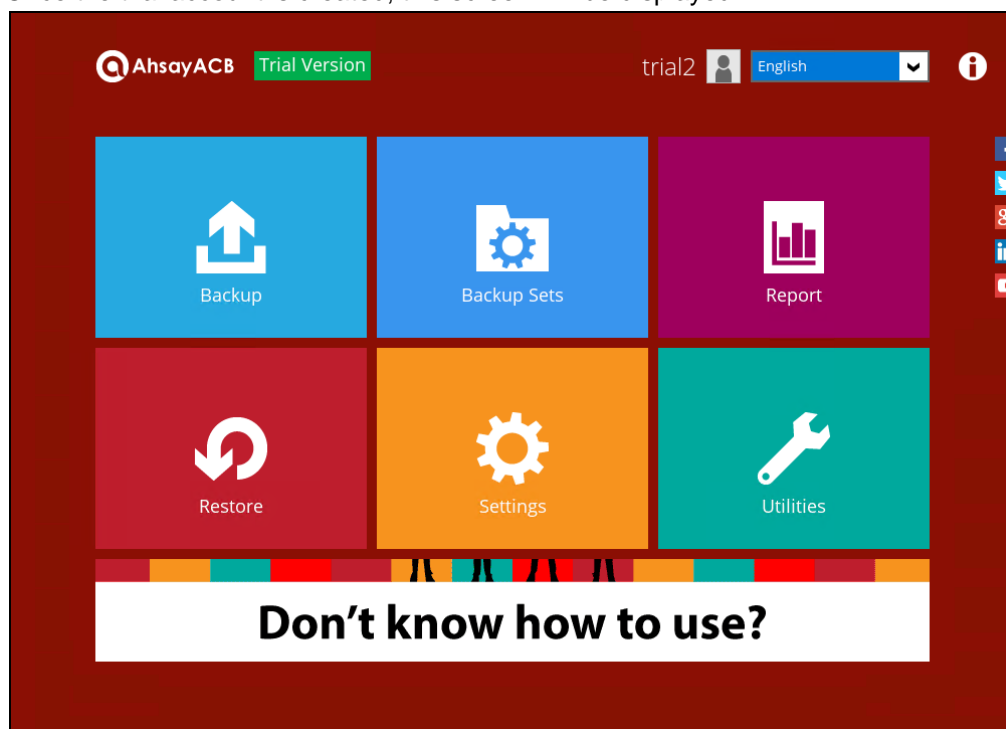 AhsayACB Trial Version trial2 English
Backup Backup Sets Report
Restore Settings Utilities
Don't know how to use?